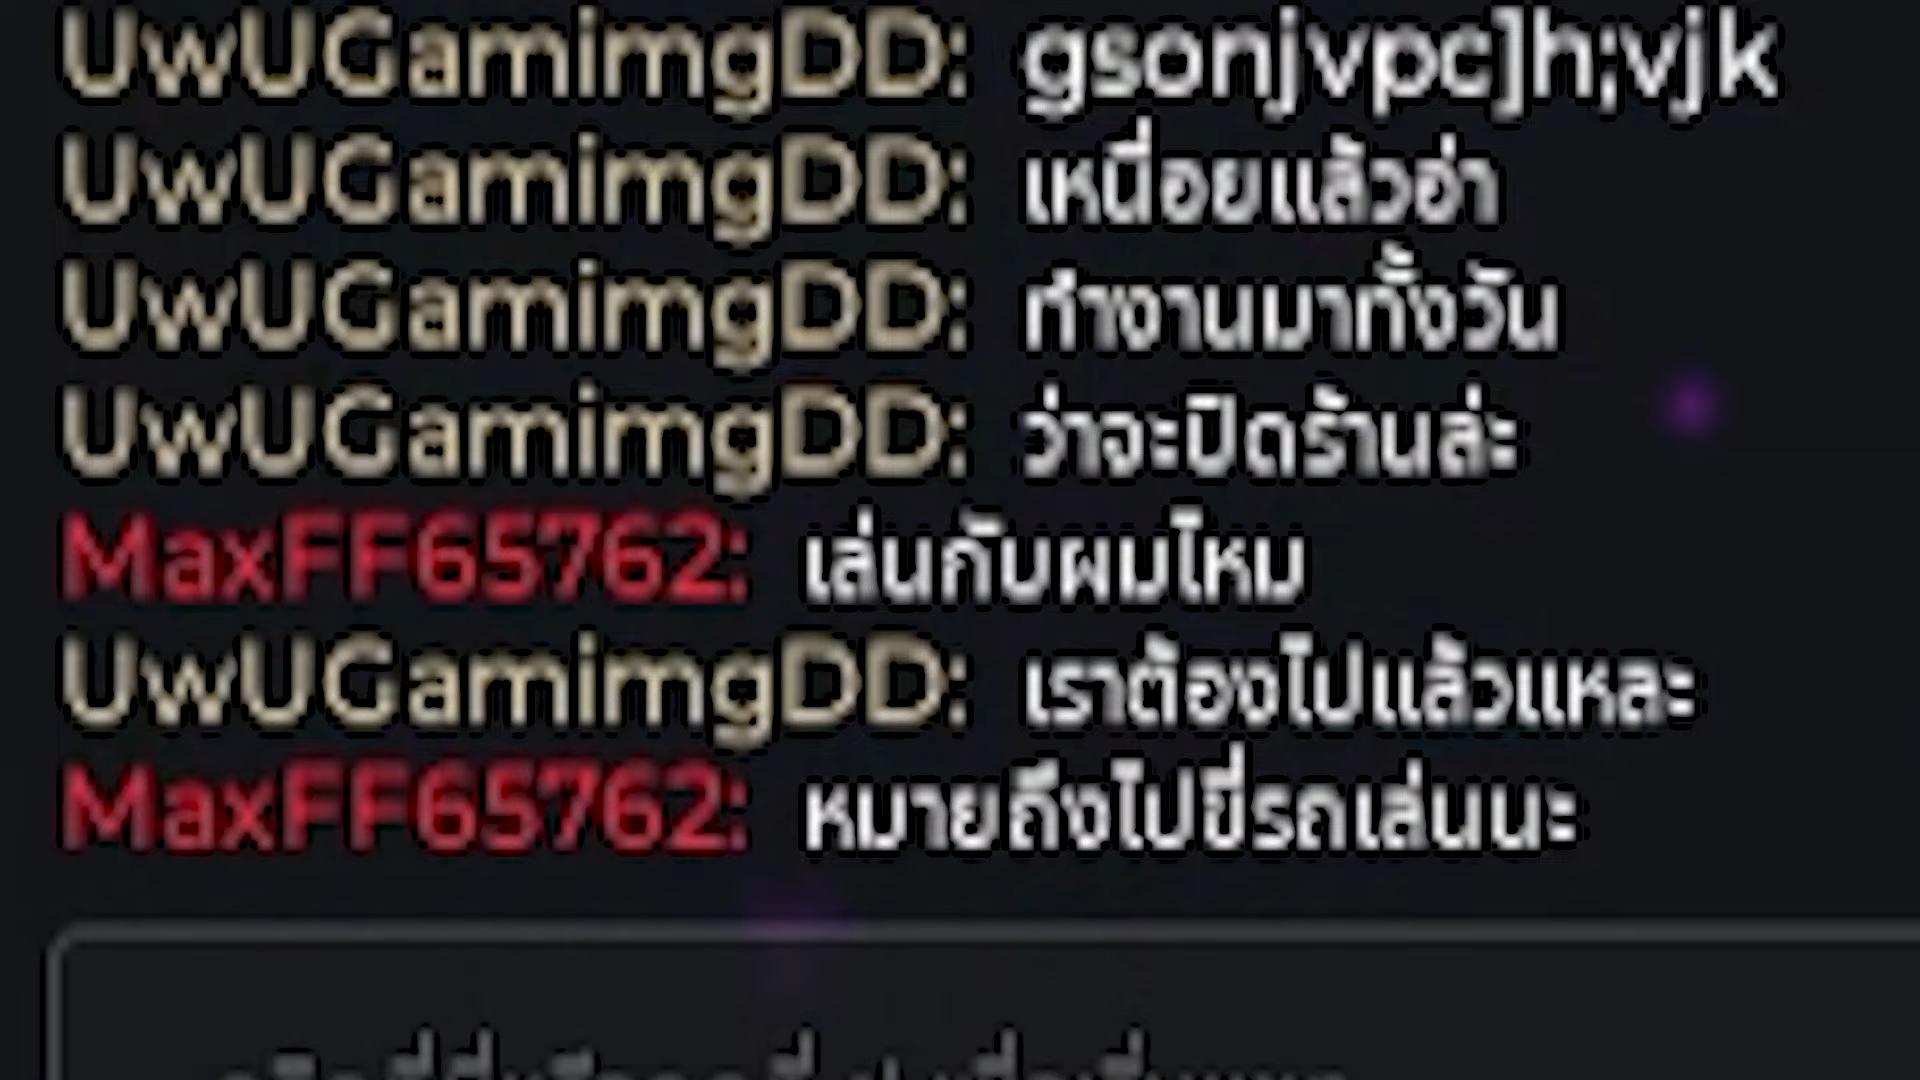 UwUGamimgDD: gsonjvpc]h;vjk
UwUGamimgDD: เหนื่อยแล้วอ่า
UwUGamimgDD: ทำงานมาทั้งวัน
UwUGamimgDD: ว่าจะปิดร้านล่ะ
MaxFF65762: เล่นกับผมไหม
UwUGamimgDD: เราต้องไปแล้วแหละ
MaxFF65762: หมายถึงไปขี่รถเล่นนะ